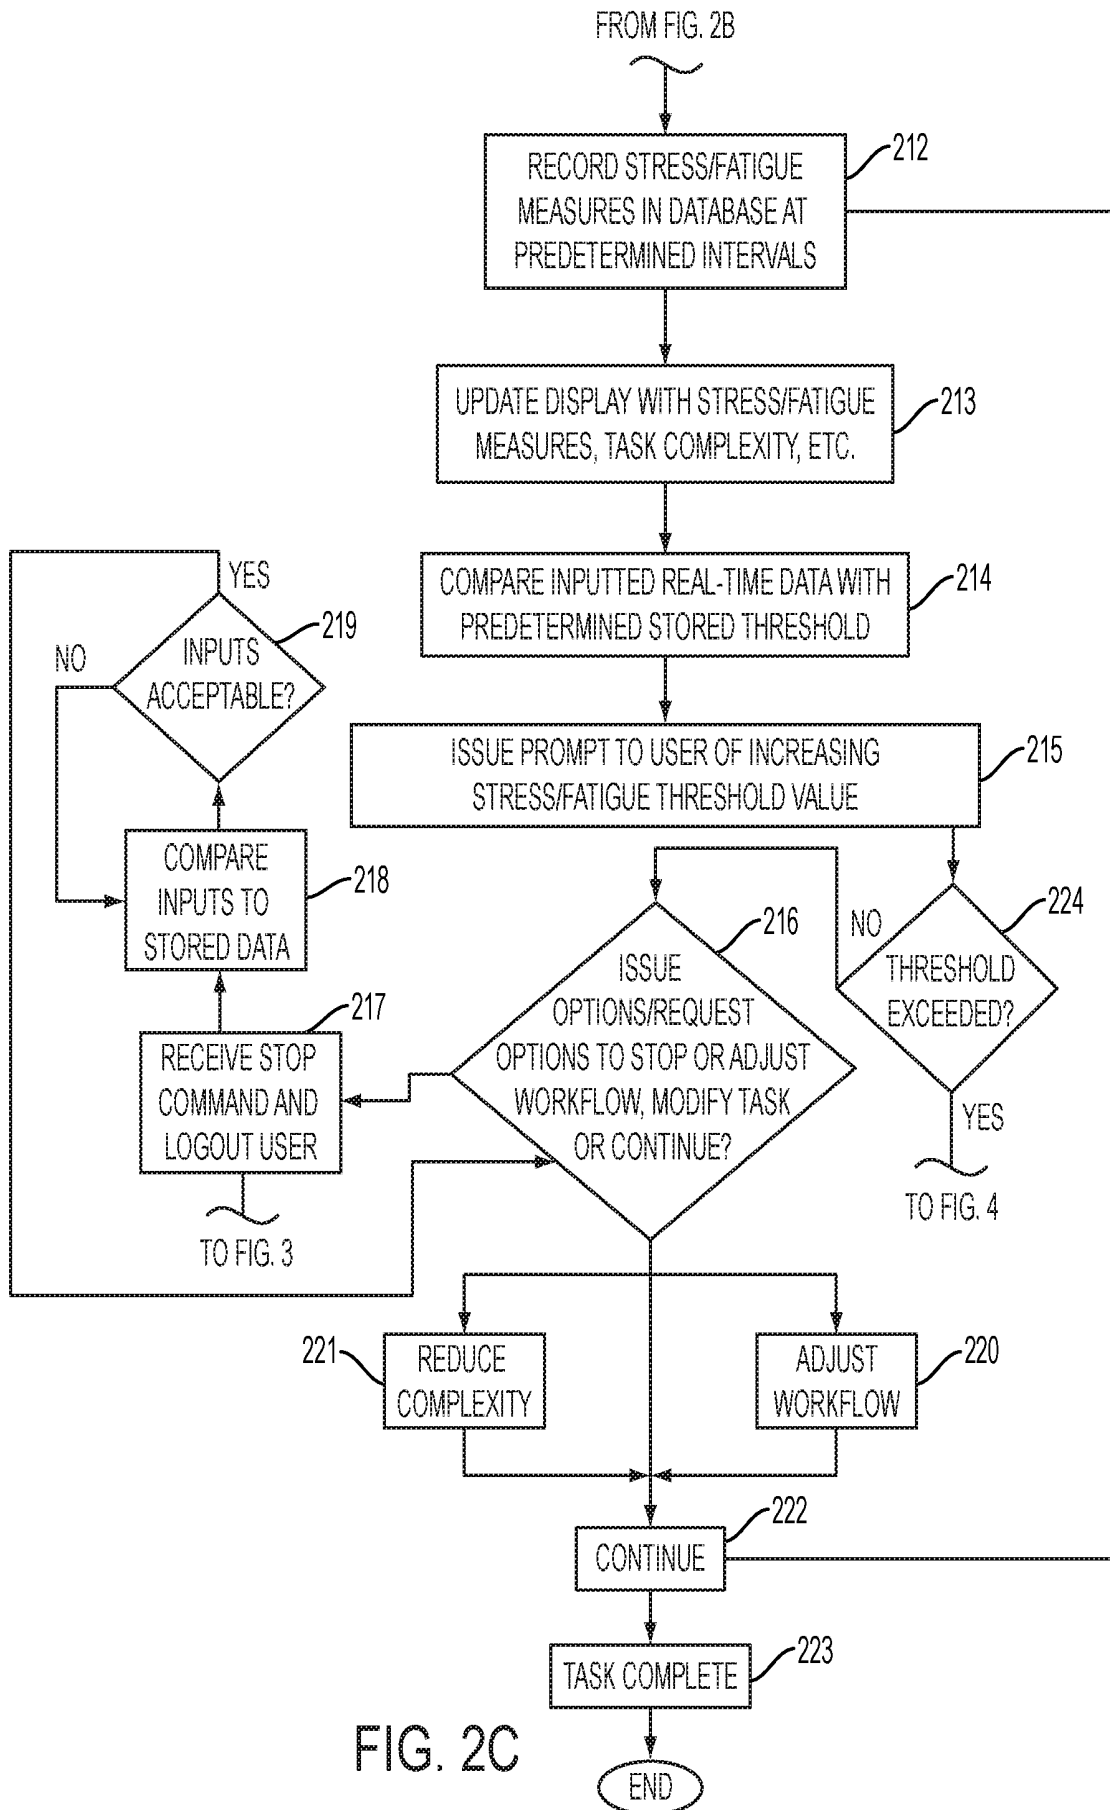 FROM FIG. 2B
RECORD STRESS/FATIGUE
MEASURES IN DATABASE AT
PREDETERMINED INTERVALS
212
UPDATE DISPLAY WITH STRESS/FATIGUE
MEASURES, TASK COMPLEXITY, ETC.
213
COMPARE INPUTTED REAL-TIME DATA WITH
PREDETERMINED STORED THRESHOLD
214
ISSUE PROMPT TO USER OF INCREASING
STRESS/FATIGUE THRESHOLD VALUE
215
THRESHOLD
EXCEEDED?
224
NO
YES
TO FIG. 4
ISSUE
OPTIONS/REQUEST
OPTIONS TO STOP OR ADJUST
WORKFLOW, MODIFY TASK
OR CONTINUE?
216
RECEIVE STOP
COMMAND AND
LOGOUT USER
217
TO FIG. 3
COMPARE
INPUTS TO
STORED DATA
218
INPUTS
ACCEPTABLE?
219
YES
NO
221
REDUCE
COMPLEXITY
ADJUST
WORKFLOW
220
CONTINUE
222
TASK COMPLETE
223
END
FIG. 2C